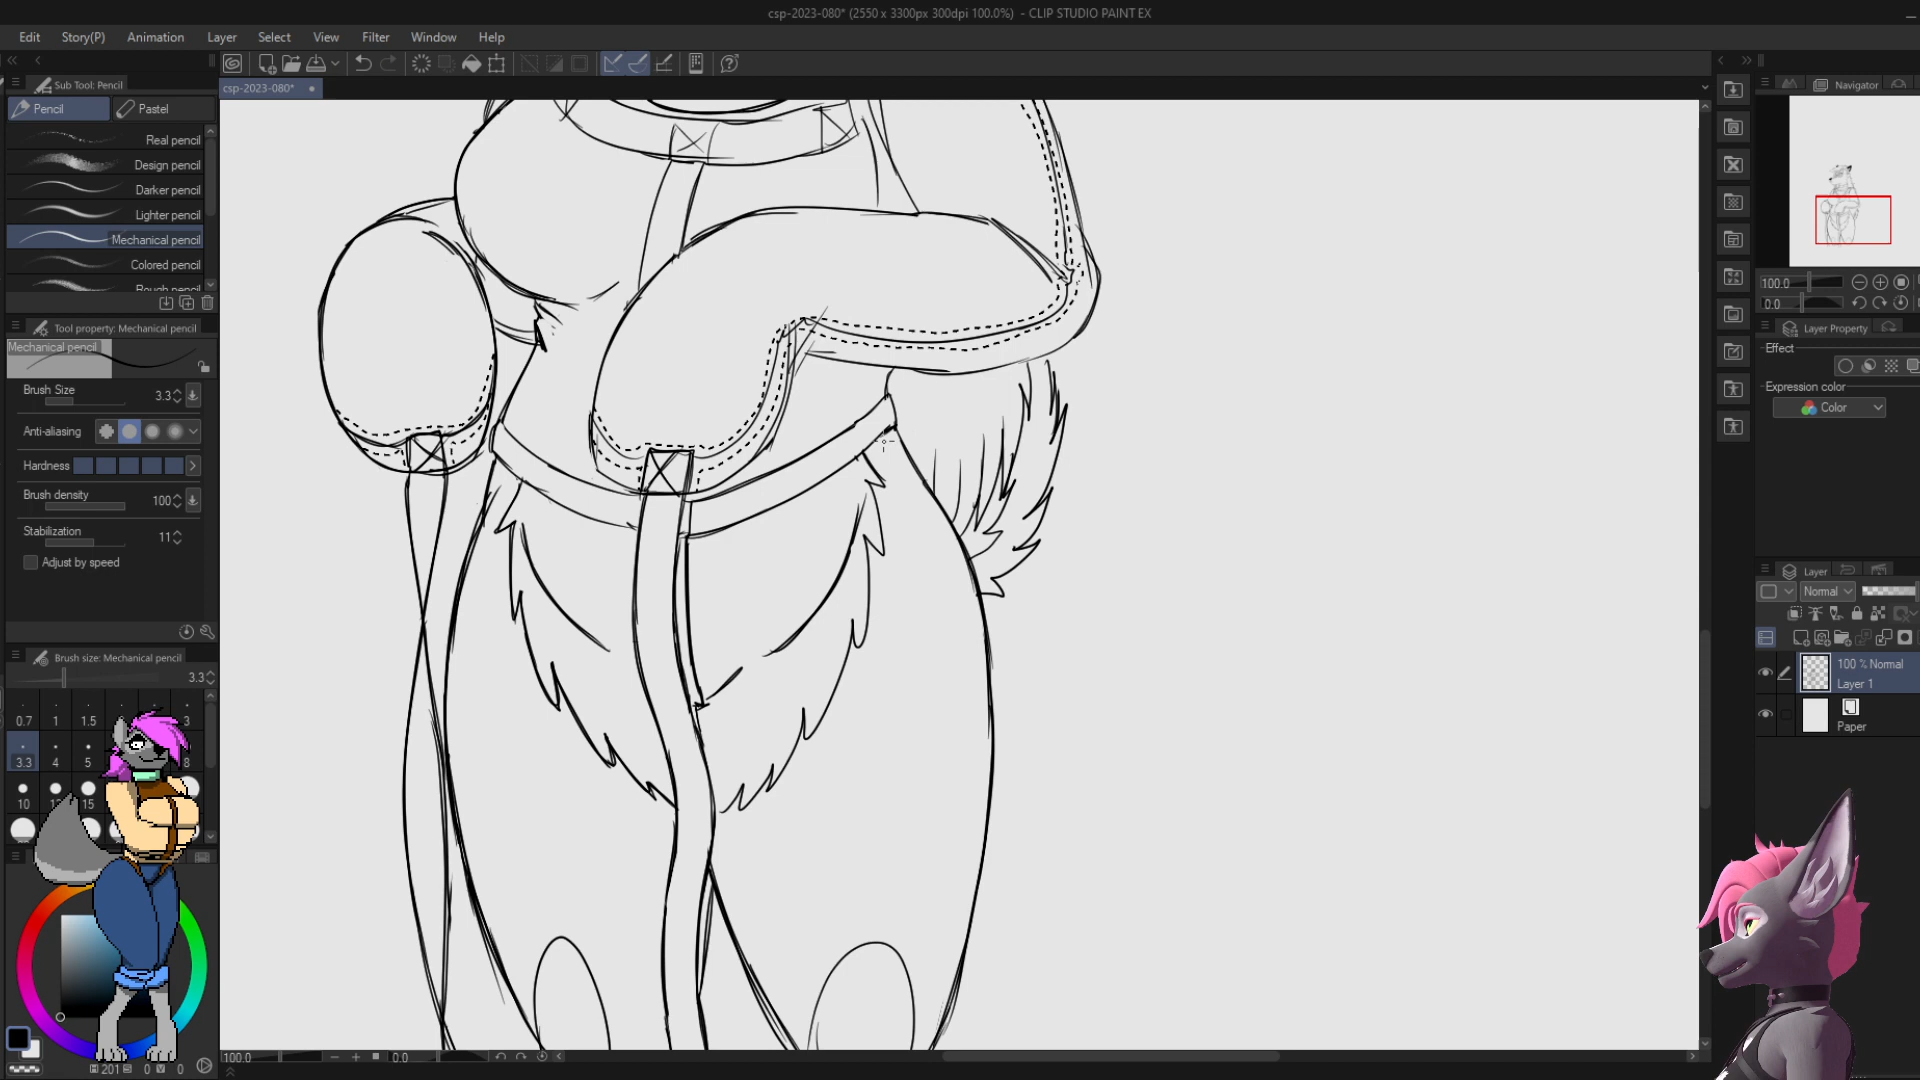 csp-2023-080* (2550 x 3300px 300dpi 100.0%) - CLIP STUDIO PAINT EX
Edit Story(P) Animation Layer Select View Filter Window Help
Sub Tool: Pencil
csp-2023-080*
Navigator
Pencil Pastel
Real pencil
Design pencil
Darker pencil
Lighter pencil
Mechanical pencil
Colored pencil
Rough pencil
100.0
0.0
Tool property: Mechanical pencil
Layer Property
Mechanical pencil
Effect
Brush Size 3.3
Expression color
Color
Anti-aliasing
Hardness
Brush density 100
Stabilization 11
Adjust by speed
Layer
Normal
Brush size: Mechanical pencil
3.3
100 % Normal
Layer 1
0.7 1 1.5 3
Paper
3.3 4 5 8
10 15
100.0 0.0
201 0 0